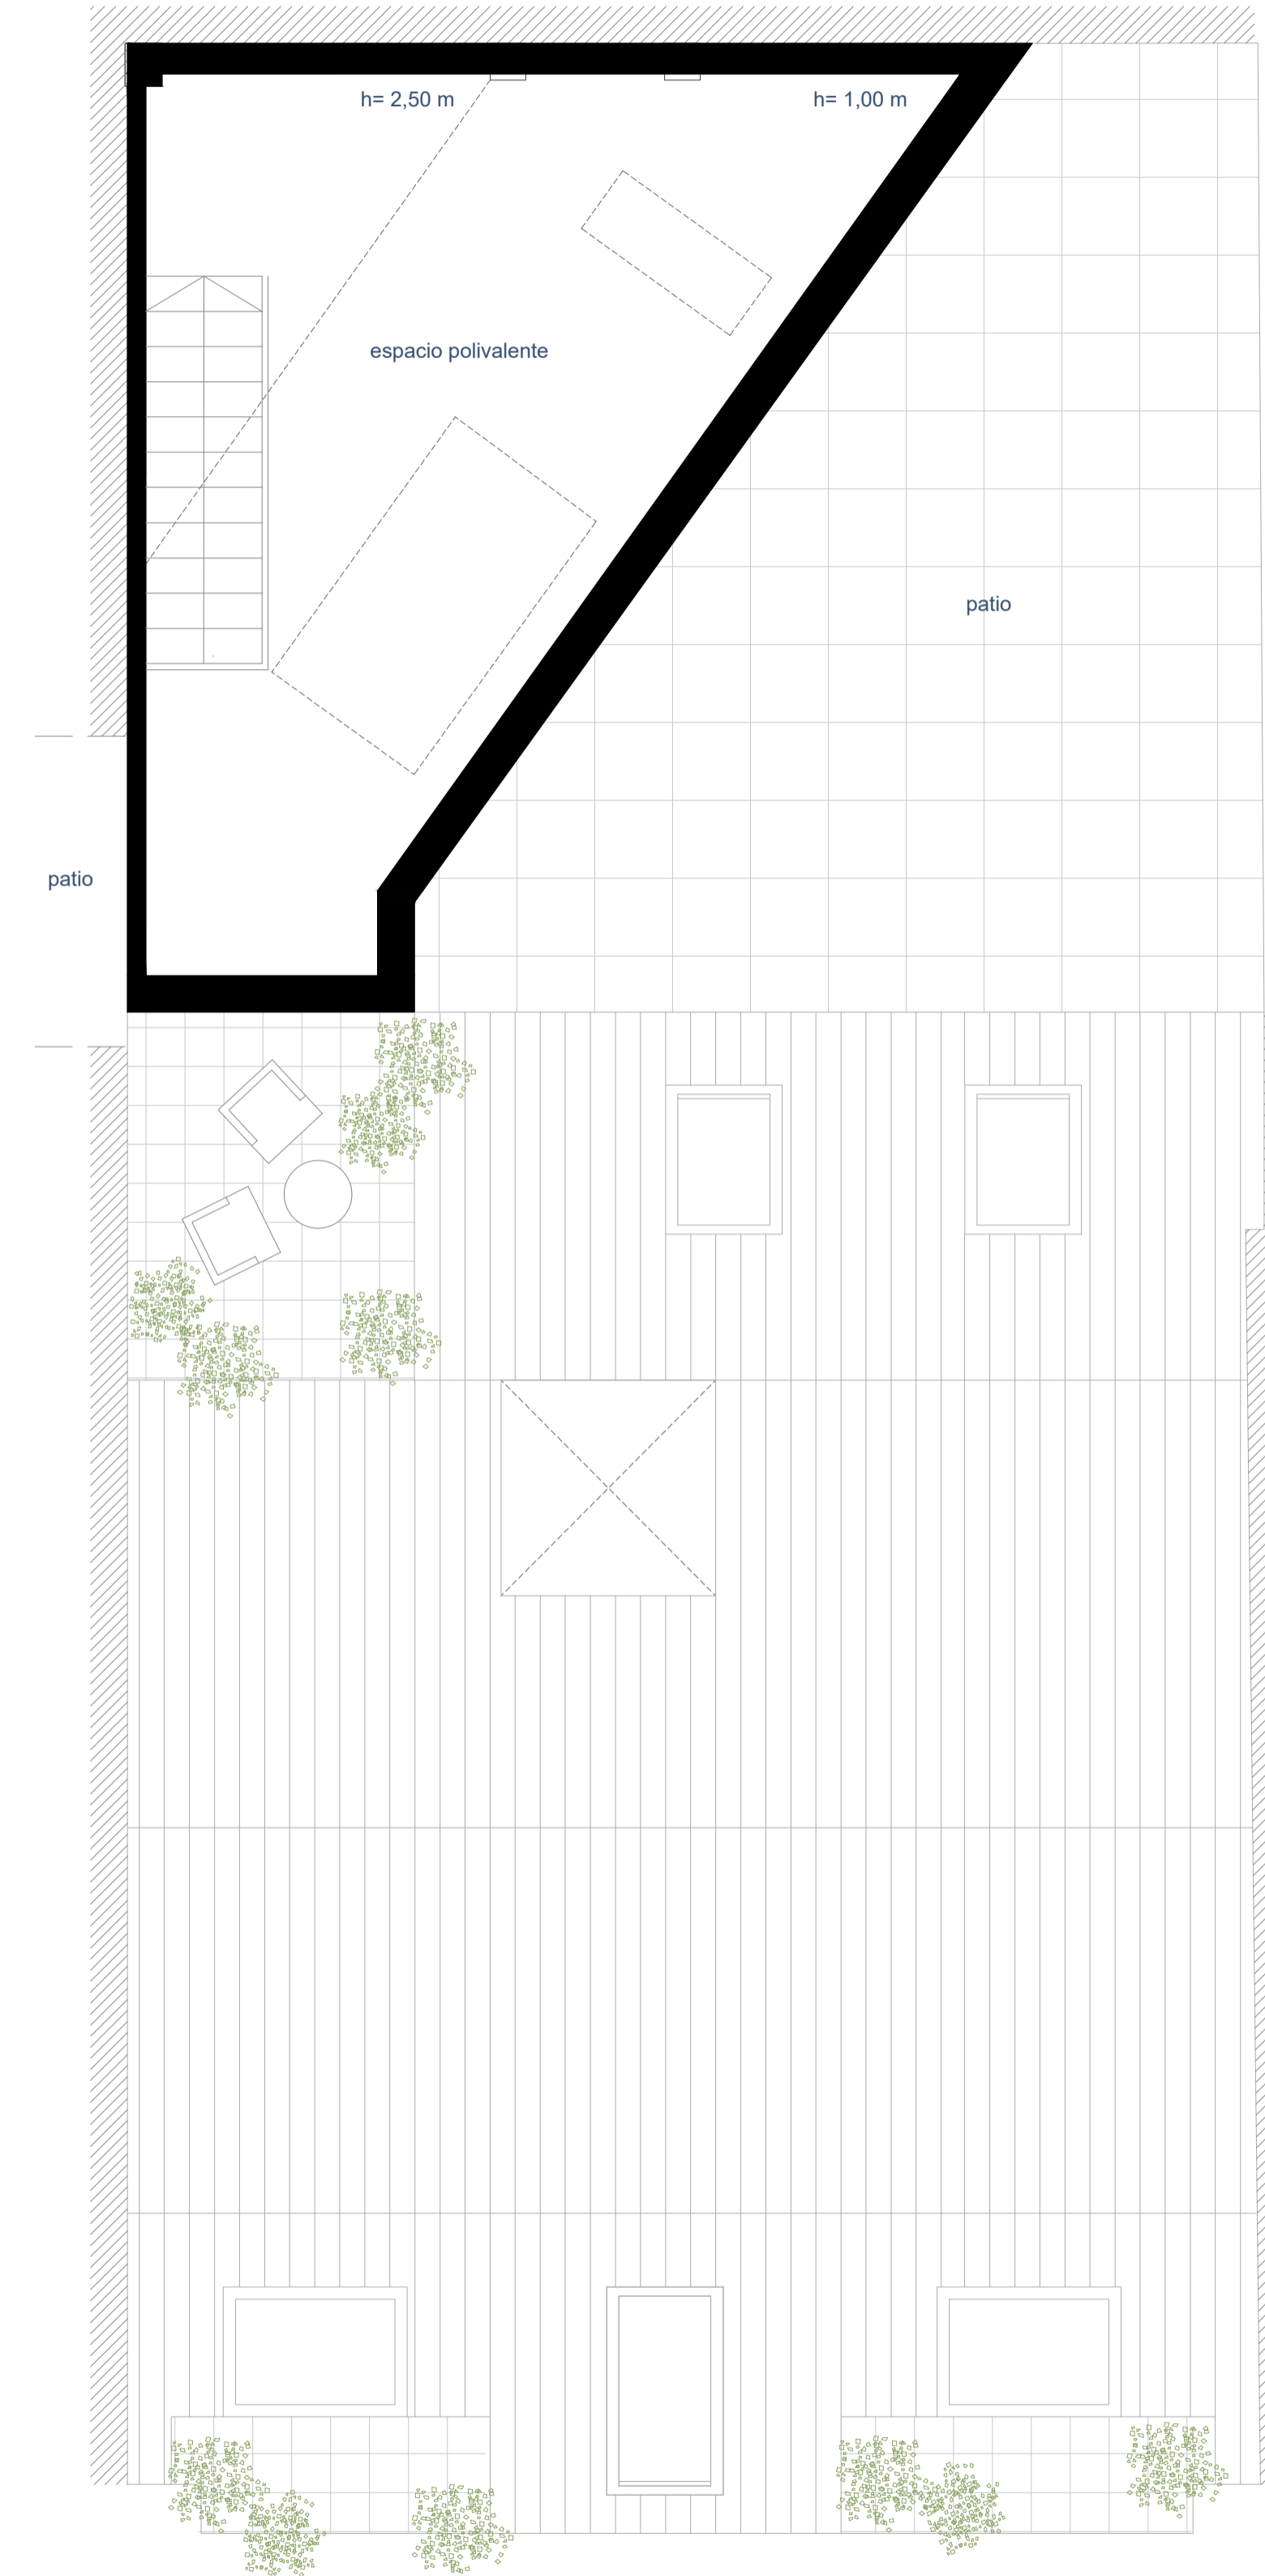 h= 2,50 m
h= 1,00 m
espacio polivalente
patio
patio